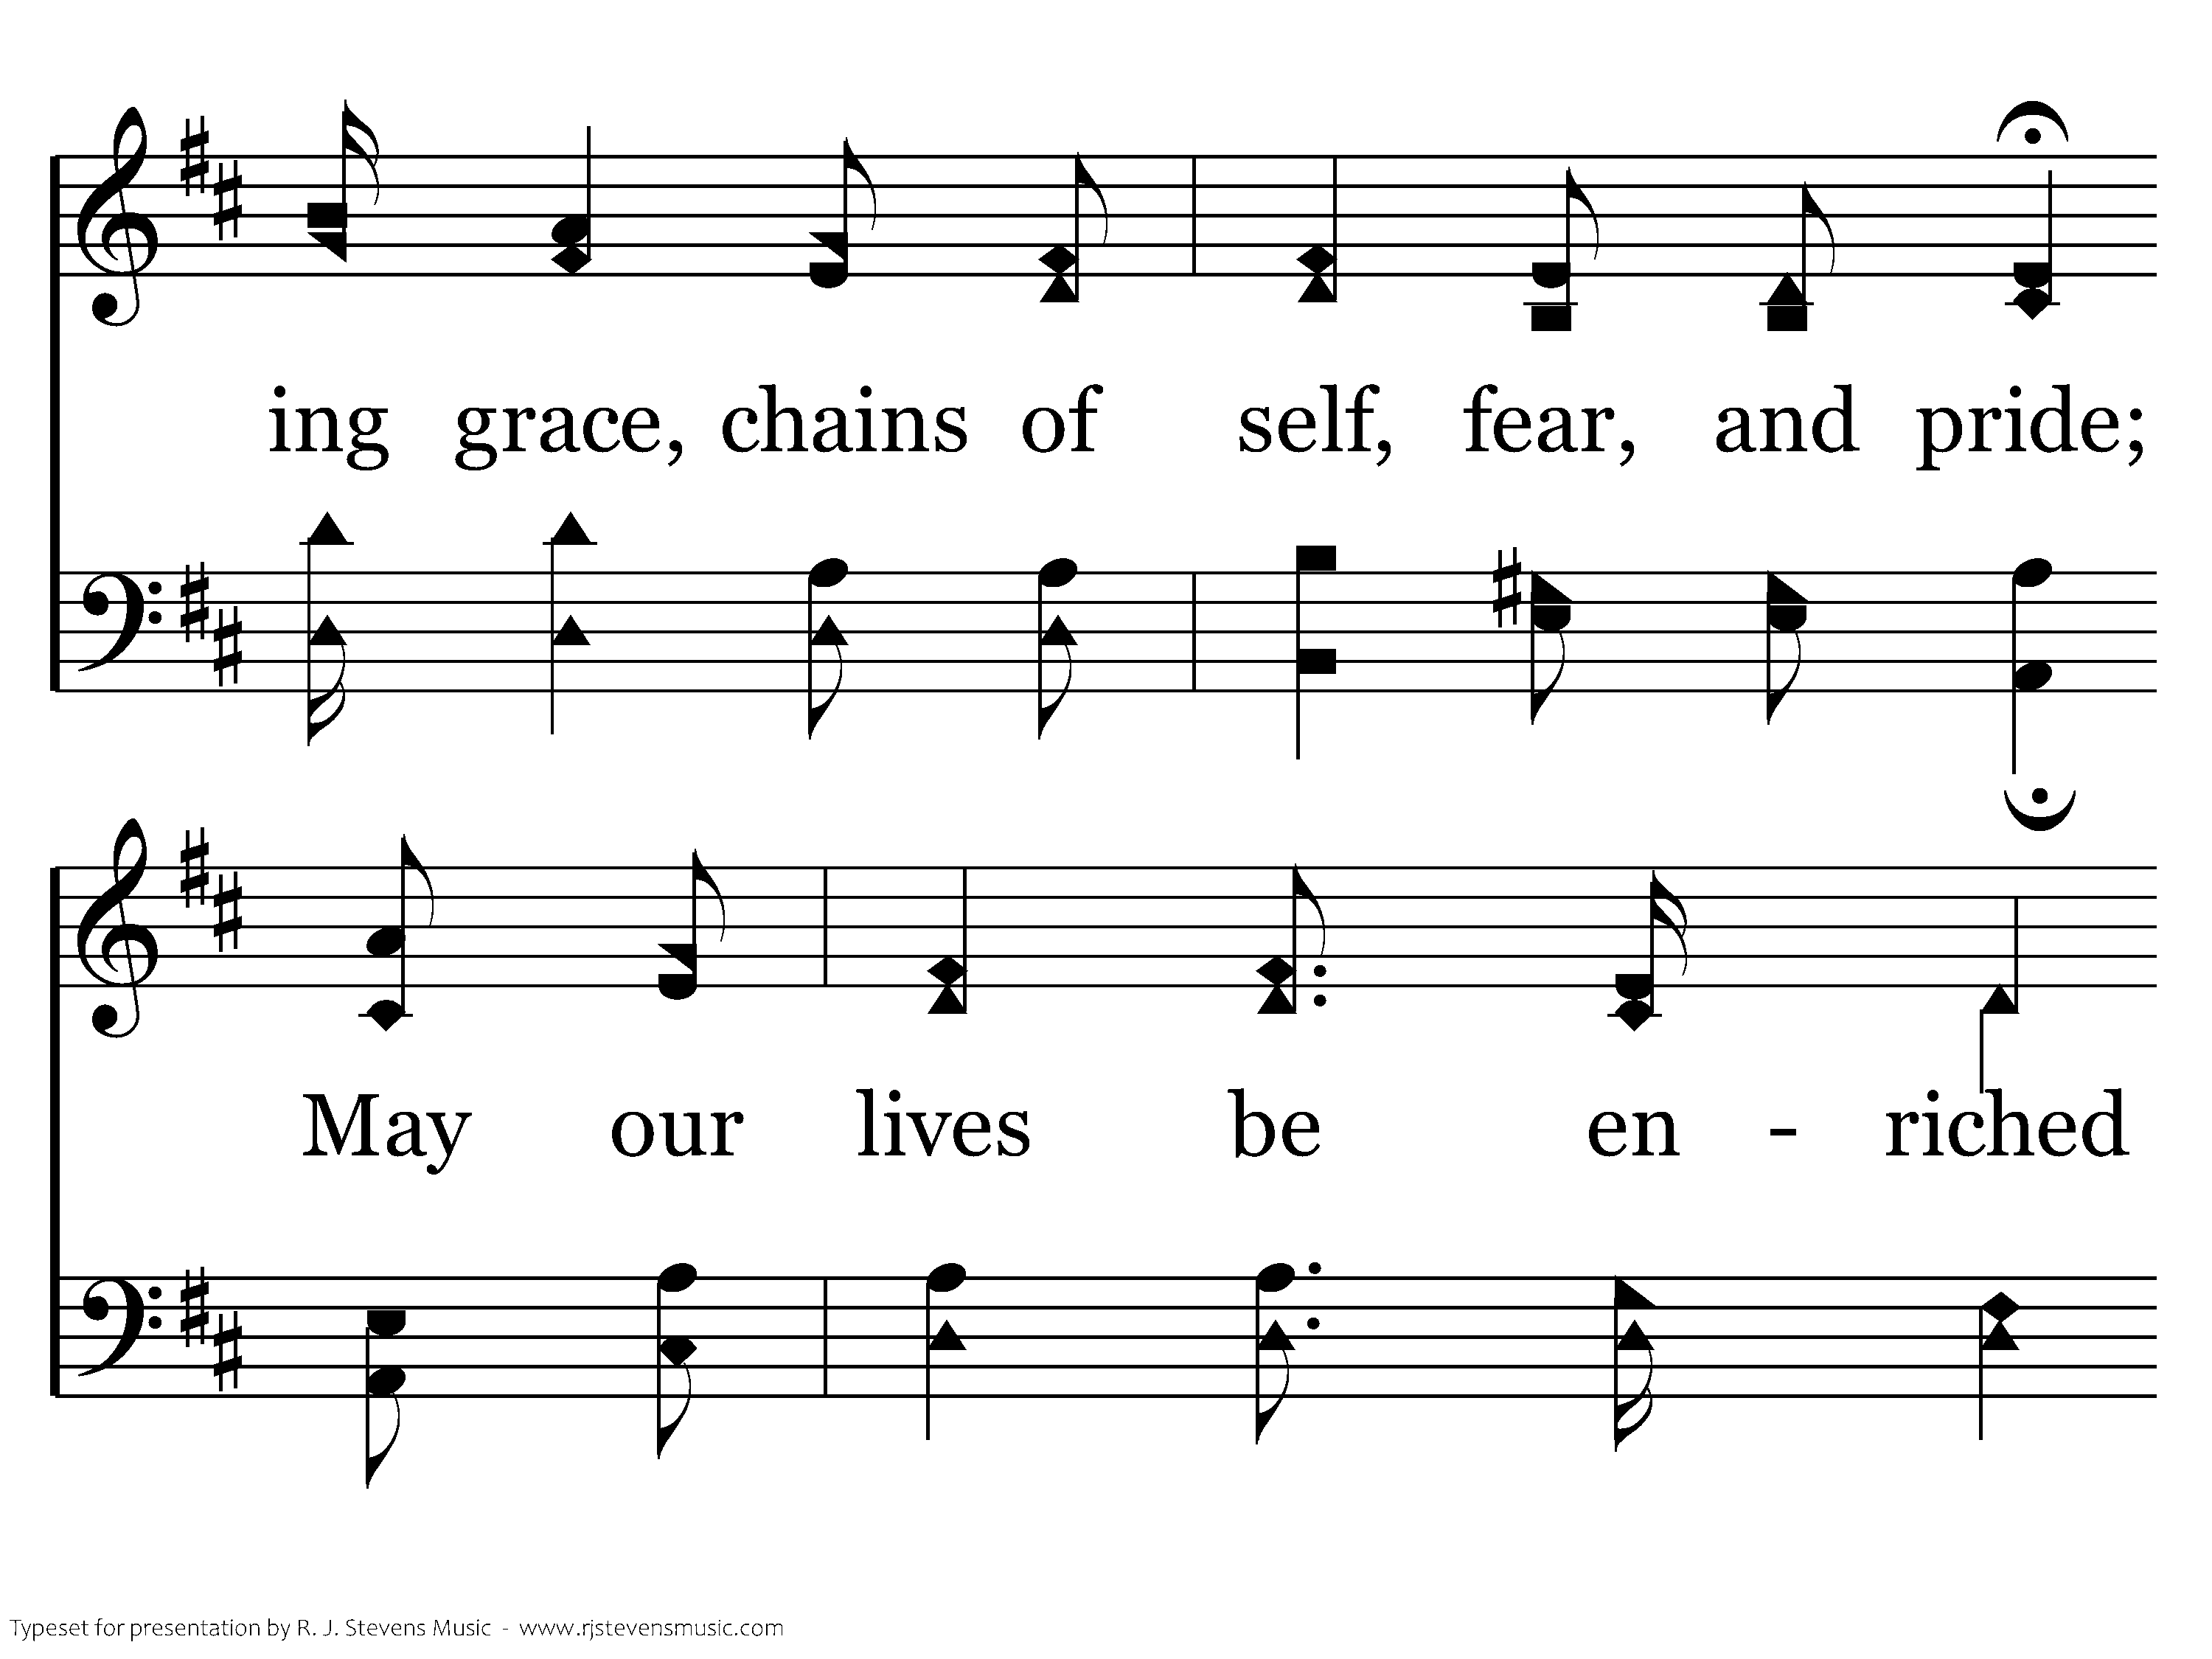 ing grace, chains of self, fear, and pride;
May our lives be en - riched
Typeset for presentation by R. J. Stevens Music - www.rjstevensmusic.com